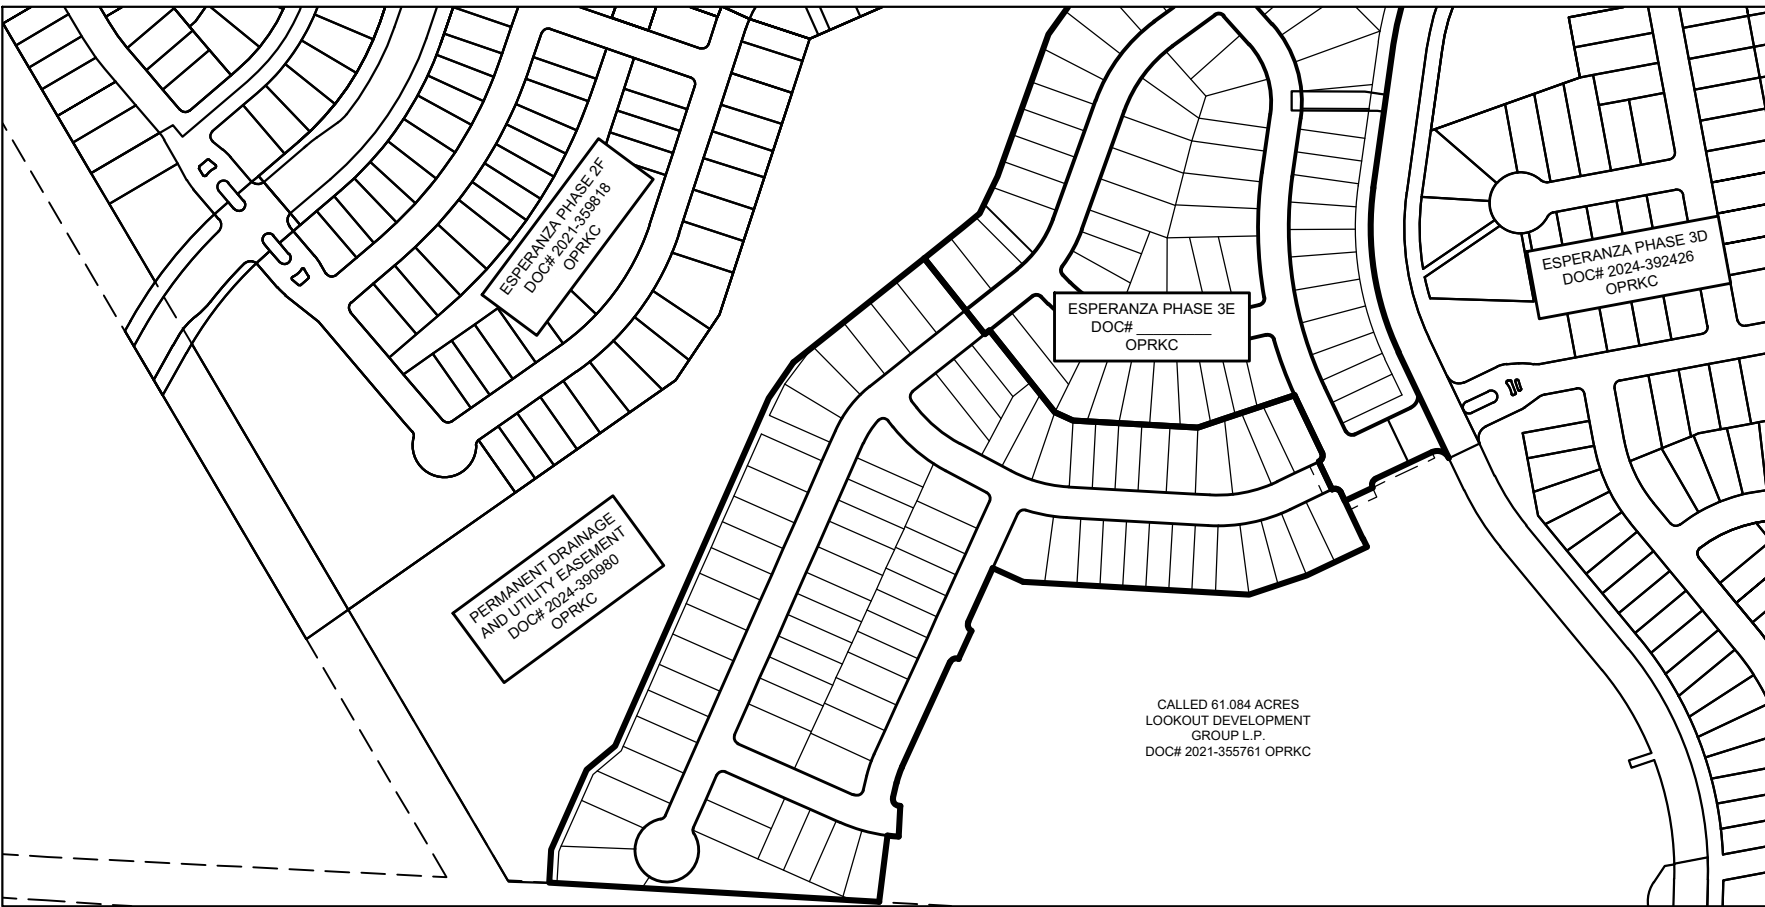 ESPERANZA PHASE 2F
DOC# 2021-359818
OPRKC
ESPERANZA PHASE 3D
DOC# 2024-392426
OPRKC
ESPERANZA PHASE 3E
DOC# ________
OPRKC
PERMANENT DRAINAGE
AND UTILITY EASEMENT
DOC# 2024-390980
OPRKC
CALLED 61.084 ACRES
LOOKOUT DEVELOPMENT
GROUP L.P.
DOC# 2021-355761 OPRKC